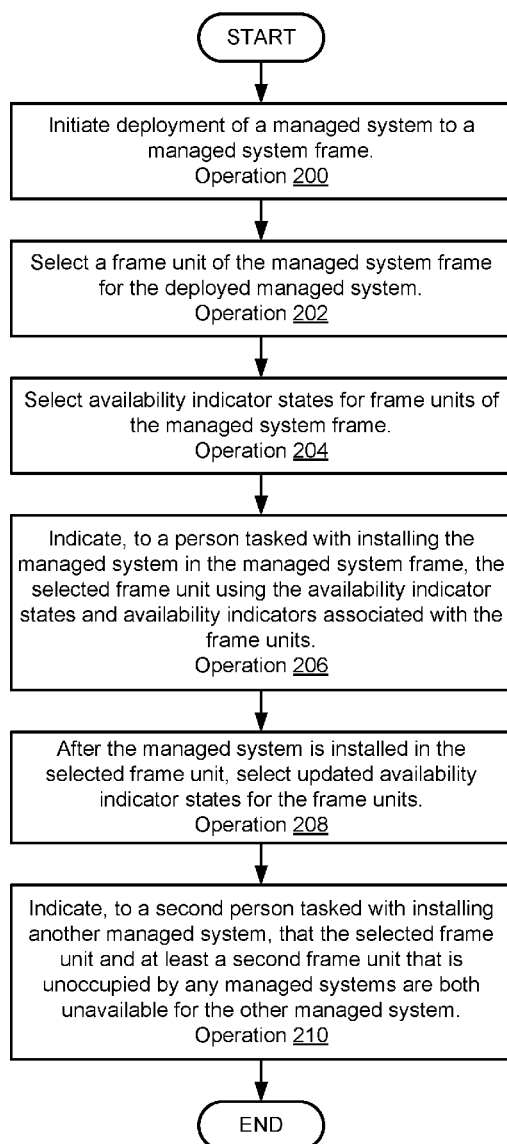 START
Initiate deployment of a managed system to a
managed system frame.
Operation 200
Select a frame unit of the managed system frame
for the deployed managed system.
Operation 202
Select availability indicator states for frame units of
the managed system frame.
Operation 204
Indicate, to a person tasked with installing the
managed system in the managed system frame, the
selected frame unit using the availability indicator
states and availability indicators associated with the
frame units.
Operation 206
After the managed system is installed in the
selected frame unit, select updated availability
indicator states for the frame units.
Operation 208
Indicate, to a second person tasked with installing
another managed system, that the selected frame
unit and at least a second frame unit that is
unoccupied by any managed systems are both
unavailable for the other managed system.
Operation 210
END